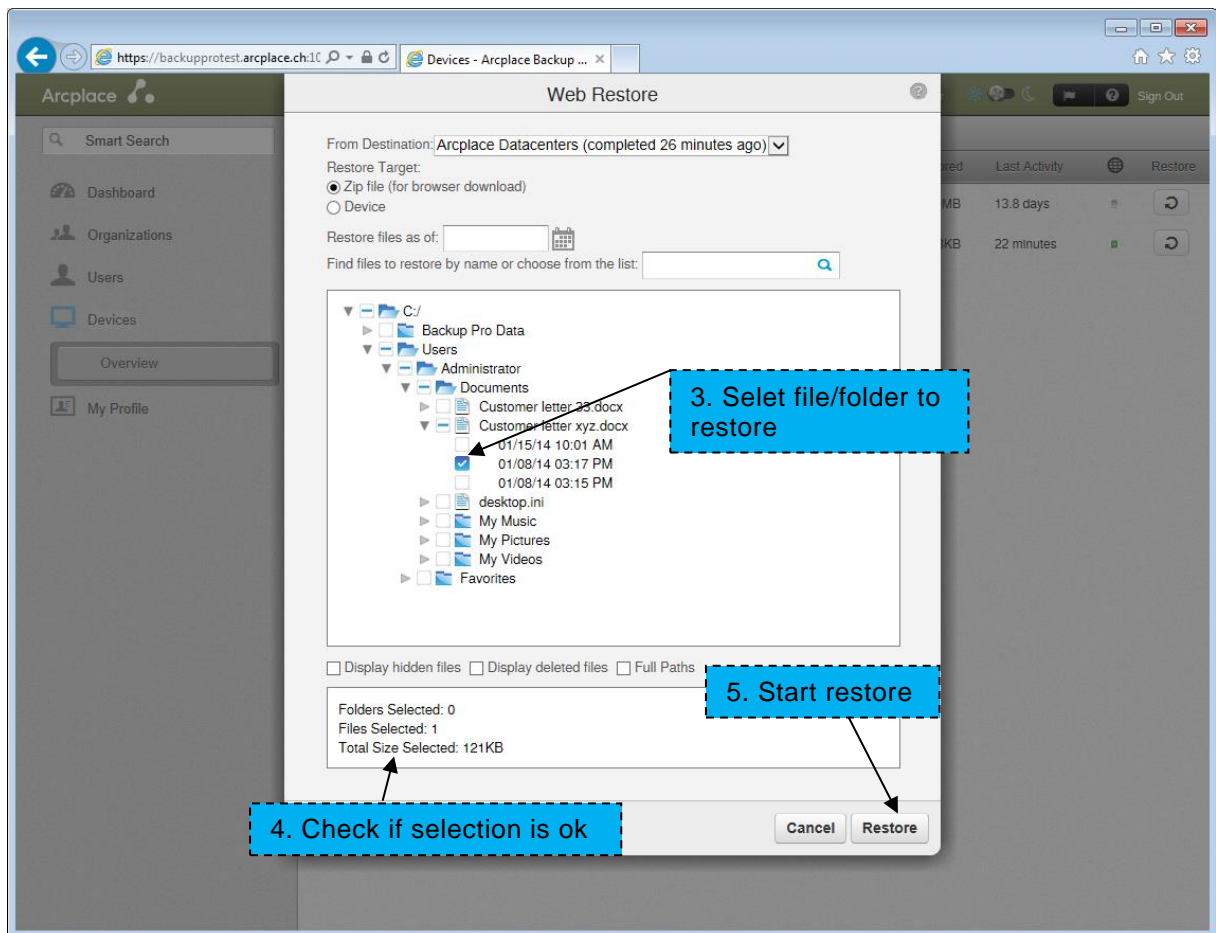 https://backupprotest.arcplace.ch:10
Devices - Arcplace Backup ...
Arcplace
Web Restore
Sign Out
Smart Search
Dashboard
Organizations
Users
Devices
Overview
My Profile
Last Activity
Restore
MB 13.8 days
KB 22 minutes
From Destination: Arcplace Datacenters (completed 26 minutes ago)
Restore Target:
Zip file (for browser download)
Device
Restore files as of:
Find files to restore by name or choose from the list:
C:/
Backup Pro Data
Users
Administrator
Documents
Customer letter 33.docx
Customer letter xyz.docx
01/15/14 10:01 AM
01/08/14 03:17 PM
01/08/14 03:15 PM
desktop.ini
My Music
My Pictures
My Videos
Favorites
3. Selet file/folder to
restore
Display hidden files Display deleted files Full Paths
5. Start restore
Folders Selected: 0
Files Selected: 1
Total Size Selected: 121KB
4. Check if selection is ok
Cancel Restore